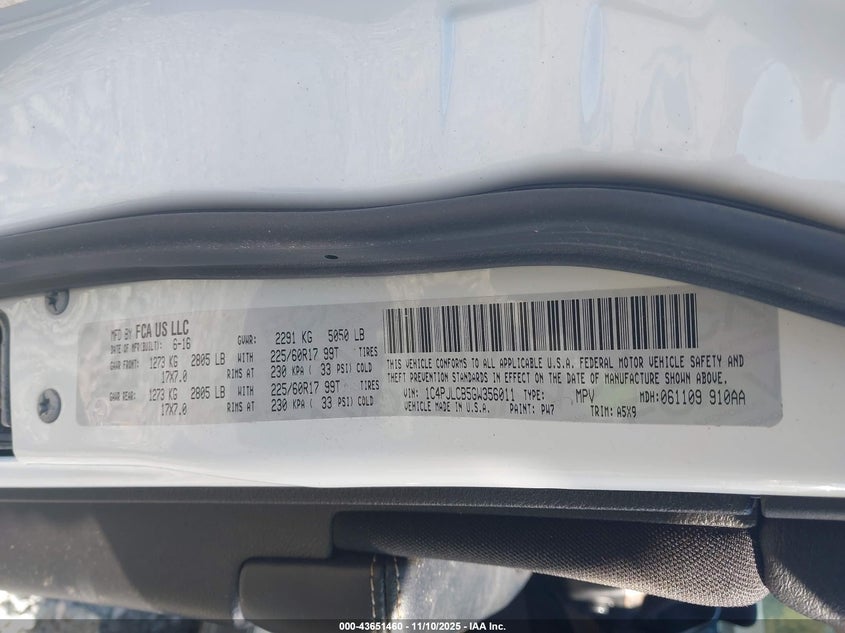 MFD BY FCA US LLC
DATE OF MFR(BUILT): 6-16 GVWR: 2291 KG 5050 LB
GAWR FRONT: 1273 KG 2805 LB WITH 225/60R17 99T TIRES
17X7.0 RIMS AT 230 KPA ( 33 PSI) COLD
GAWR REAR: 1273 KG 2805 LB WITH 225/60R17 99T TIRES
17X7.0 RIMS AT 230 KPA ( 33 PSI) COLD
THIS VEHICLE CONFORMS TO ALL APPLICABLE U.S.A. FEDERAL MOTOR VEHICLE SAFETY AND
THEFT PREVENTION STANDARDS IN EFFECT ON THE DATE OF MANUFACTURE SHOWN ABOVE.
VIN: 1C4PJLCB5GW356011 TYPE: MPV MDH: 061109 910AA
VEHICLE MADE IN U.S.A. PAINT: PW7 TRIM: A5X9
000-43651460 - 11/10/2025 - IAA Inc.